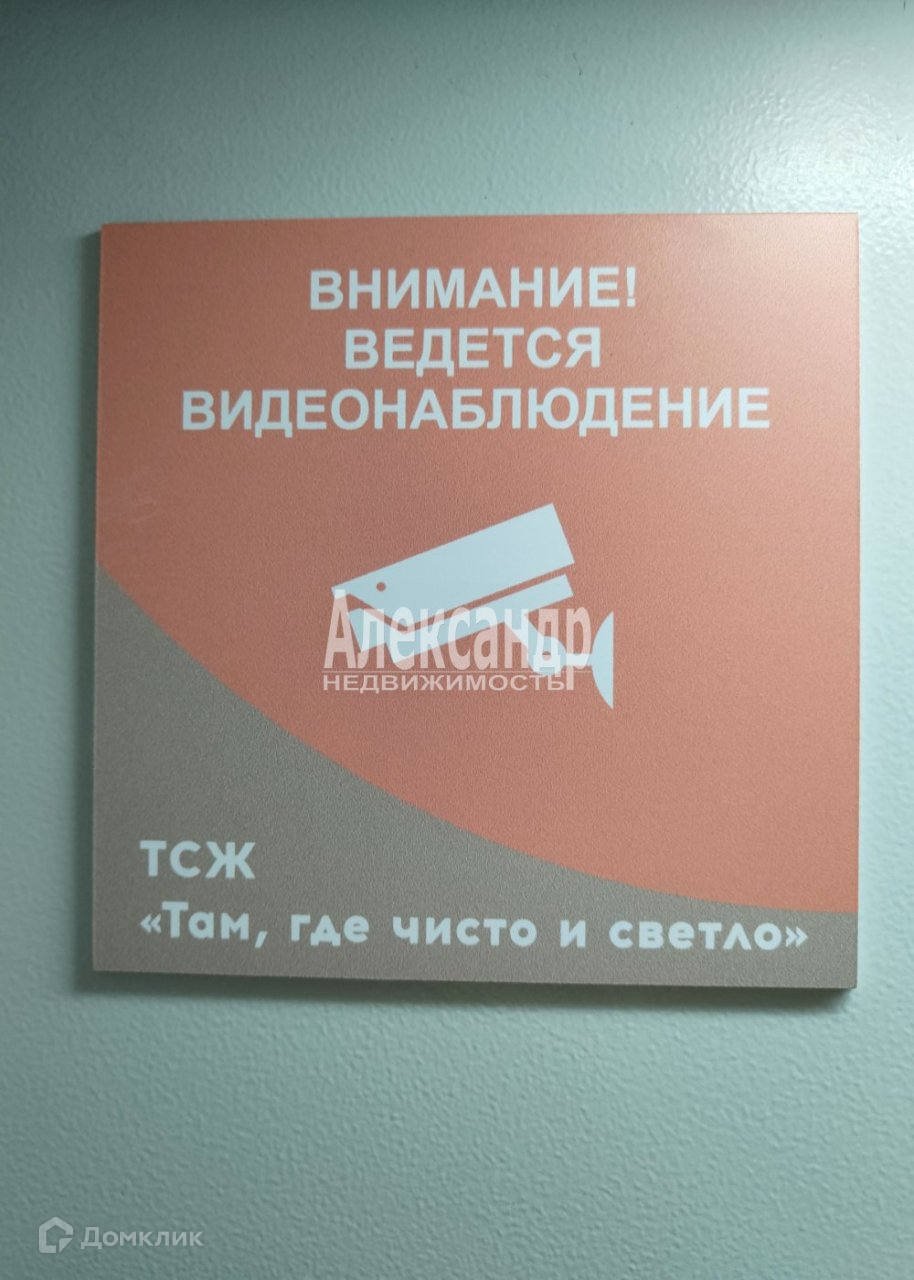 ВНИМАНИЕ!
ВЕДЕТСЯ
ВИДЕОНАБЛЮДЕНИЕ
Александр
НЕДВИЖИМОСТЬ
ТСЖ
«Там, где чисто и светло»
Домклик